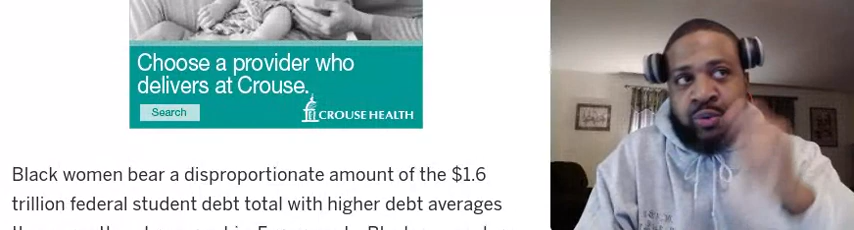 Choose a provider who
delivers at Crouse.
Search
CROUSE HEALTH
Black women bear a disproportionate amount of the $1.6
trillion federal student debt total with higher debt averages